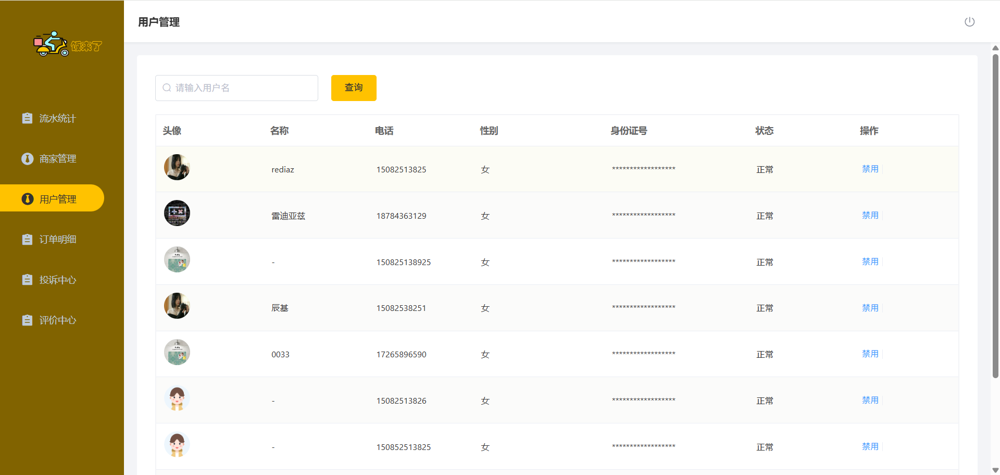 用户管理
饭来了
请输入用户名
查询
流水统计
商家管理
用户管理
订单明细
投诉中心
评价中心
头像 名称 电话 性别 身份证号 状态 操作
rediaz 15082513825 女 ****************** 正常 禁用
雷迪亚兹 18784363129 女 ****************** 正常 禁用
- 150825138925 女 ****************** 正常 禁用
辰基 15082538251 女 ****************** 正常 禁用
0033 17265896590 女 ****************** 正常 禁用
- 15082513826 女 ****************** 正常 禁用
- 150852513825 女 ****************** 正常 禁用